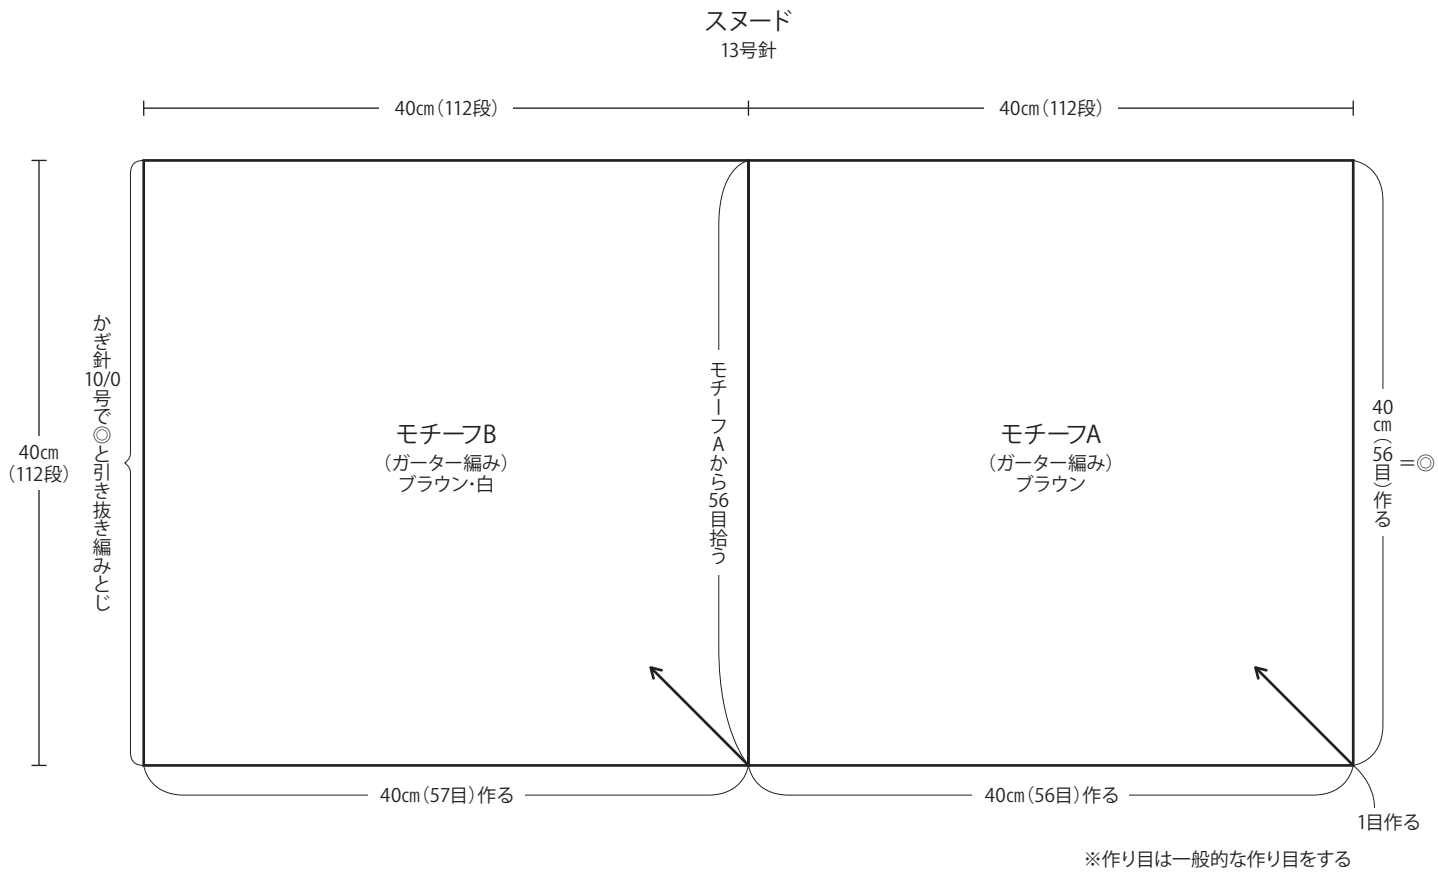 スヌード
13号針
40㎝（112段）
40㎝（112段）
40㎝
（112段）
かぎ針10/0号で◎と引き抜き編みとじ
モチーフB
（ガーター編み）
ブラウン・白
モチーフAから56目拾う
モチーフA
（ガーター編み）
ブラウン
40㎝（56目）作る
＝◎
40㎝（57目）作る
40㎝（56目）作る
1目作る
※作り目は一般的な作り目をする